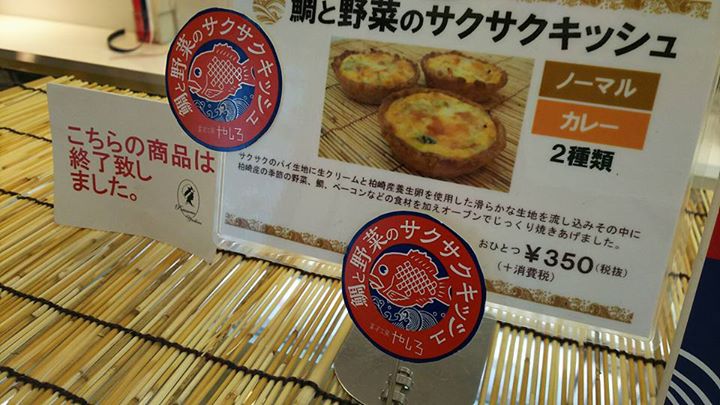 鯛と野菜のサクサクキッシュ
ノーマル
カレー
2種類
サクサクのパイ生地に生クリームと柏崎産養生卵を使用した滑らかな生地を流し込みその中に
柏崎産の季節の野菜、鯛、ベーコンなどの食材を加えオーブンでじっくり焼きあげました。
おひとつ ¥350(税抜)
(+消費税)
こちらの商品は
終了致し
ました。
鯛と野菜のサクサクキッシュ
やしろ
鯛と野菜のサクサクキッシュ
やしろ